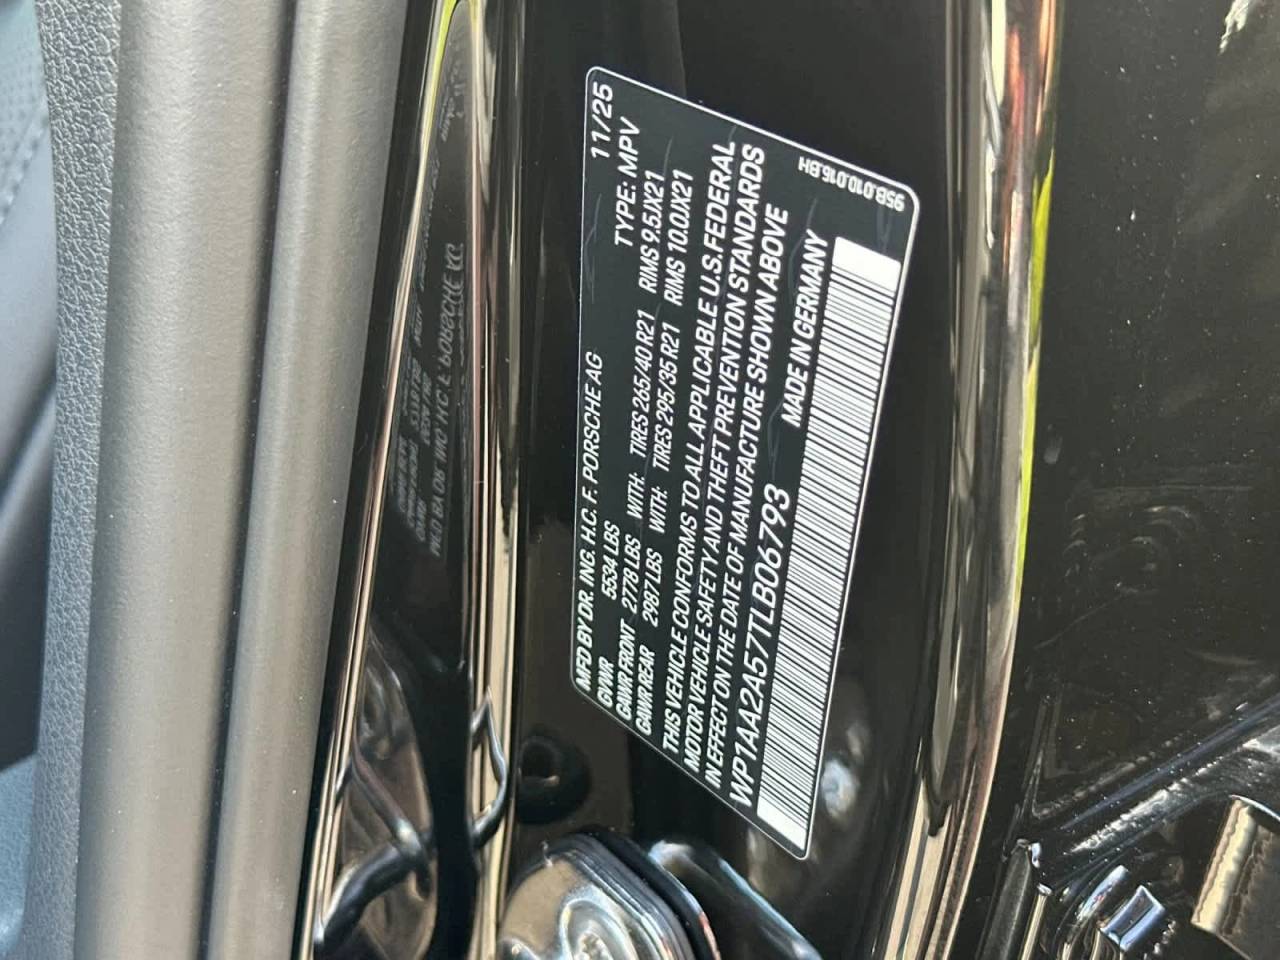 MFD BY DR. ING. H.C. F. PORSCHE AG 11/25
GVWR 5534 LBS TYPE: MPV
GAWR FRONT 2778 LBS WITH: TIRES 265/40 R21 RIMS 9.5JX21
GAWR REAR 2987 LBS WITH: TIRES 295/35 R21 RIMS 10.0JX21
THIS VEHICLE CONFORMS TO ALL APPLICABLE U.S. FEDERAL
MOTOR VEHICLE SAFETY AND THEFT PREVENTION STANDARDS
IN EFFECT ON THE DATE OF MANUFACTURE SHOWN ABOVE
WP1AA2A57TLB06793 MADE IN GERMANY
95B.010.016.BH